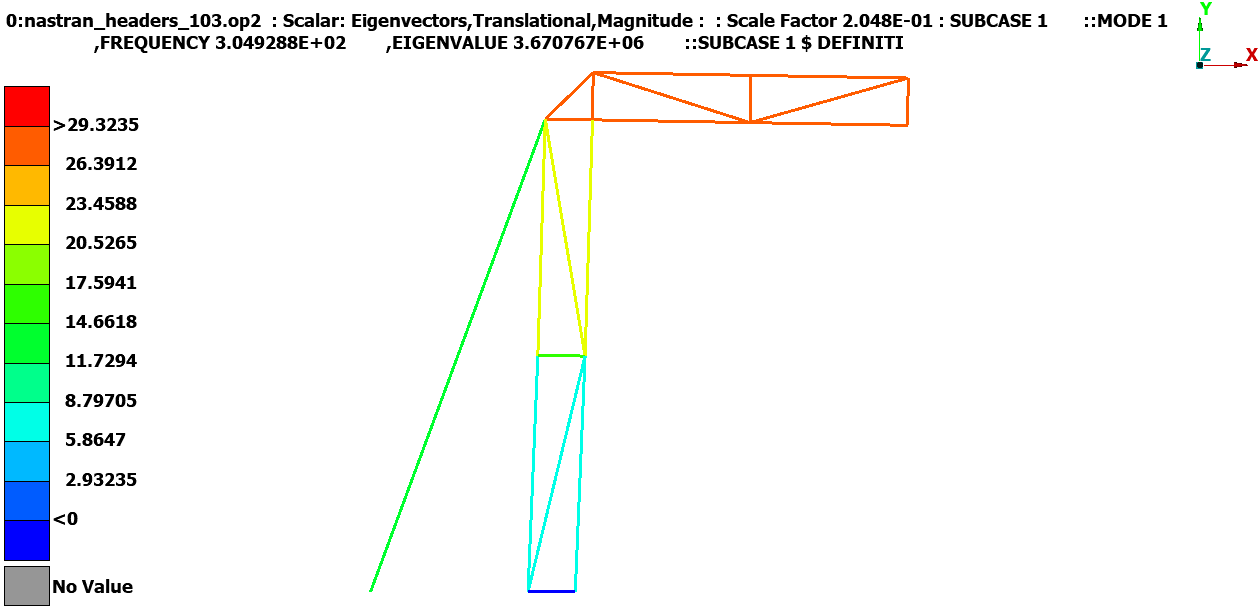 0:nastran_headers_103.op2 : Scalar: Eigenvectors,Translational,Magnitude : : Scale Factor 2.048E-01 : SUBCASE 1 ::MODE 1
,FREQUENCY 3.049288E+02 ,EIGENVALUE 3.670767E+06 ::SUBCASE 1 $ DEFINITI
Y
Z X
>29.3235
26.3912
23.4588
20.5265
17.5941
14.6618
11.7294
8.79705
5.8647
2.93235
<0
No Value